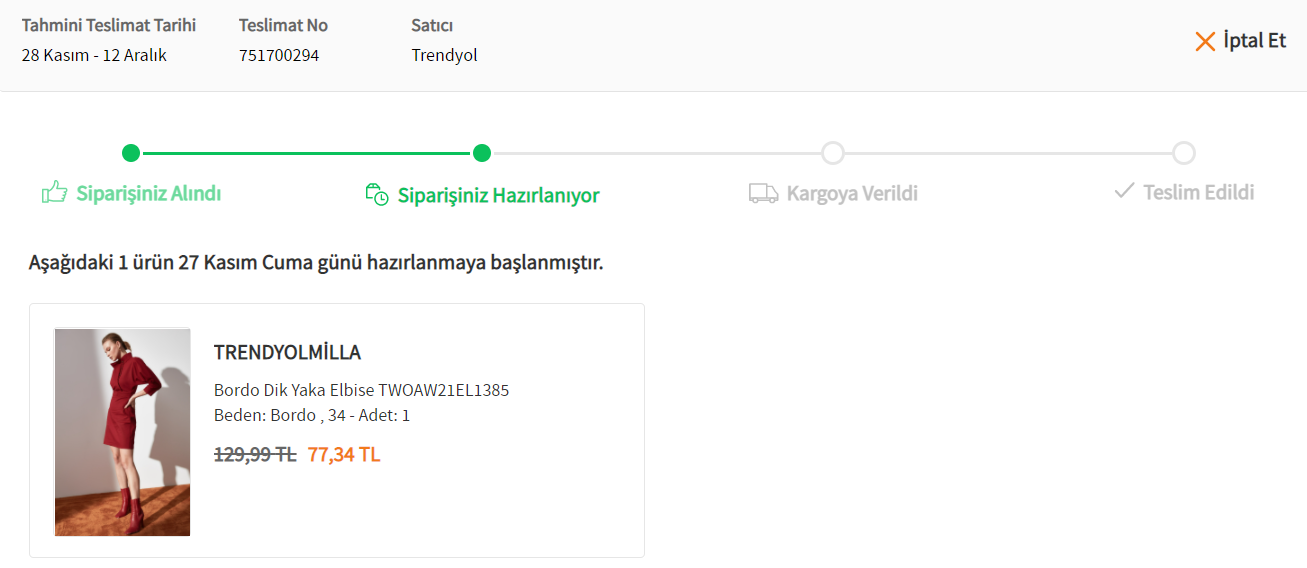 Tahmini Teslimat Tarihi
28 Kasım - 12 Aralık
Teslimat No
751700294
Satıcı
Trendyol
İptal Et
Siparişiniz Alındı
Siparişiniz Hazırlanıyor
Kargoya Verildi
Teslim Edildi
Aşağıdaki 1 ürün 27 Kasım Cuma günü hazırlanmaya başlanmıştır.
TRENDYOLMİLLA
Bordo Dik Yaka Elbise TWOAW21EL1385
Beden: Bordo , 34 - Adet: 1
129,99 TL 77,34 TL